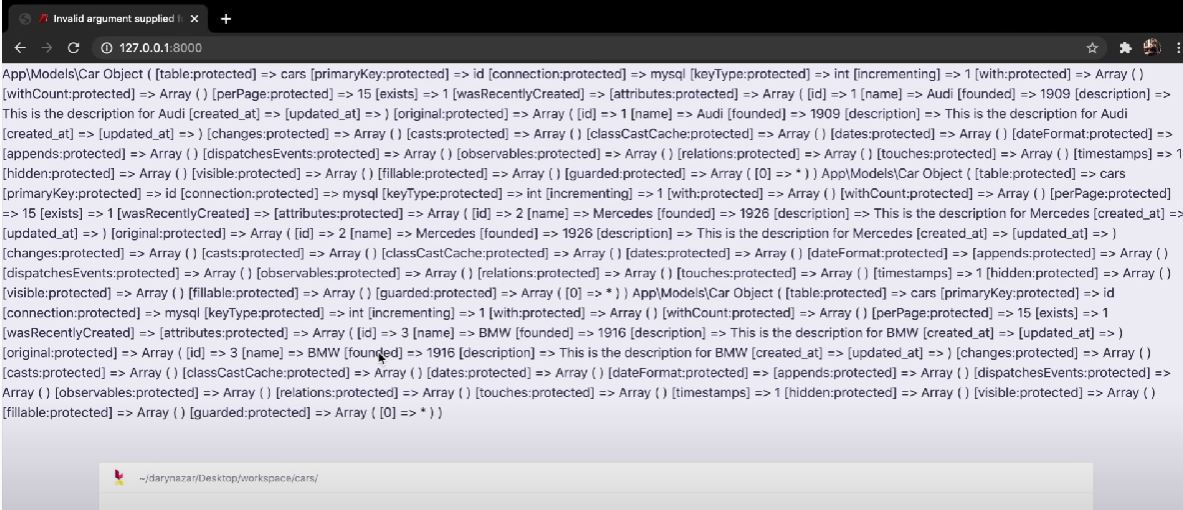 Invalid argument supplied f
127.0.0.1:8000
App\Models\Car Object ( [table:protected] => cars [primaryKey:protected] => id [connection:protected] => mysql [keyType:protected] => int [incrementing] => 1 [with:protected] => Array ( )
[withCount:protected] => Array ( ) [perPage:protected] => 15 [exists] => 1 [wasRecentlyCreated] => [attributes:protected] => Array ( [id] => 1 [name] => Audi [founded] => 1909 [description] =>
This is the description for Audi [created_at] => [updated_at] => ) [original:protected] => Array ( [id] => 1 [name] => Audi [founded] => 1909 [description] => This is the description for Audi
[created_at] => [updated_at] => ) [changes:protected] => Array ( ) [casts:protected] => Array ( ) [classCastCache:protected] => Array ( ) [dates:protected] => Array ( ) [dateFormat:protected] =>
[appends:protected] => Array ( ) [dispatchesEvents:protected] => Array ( ) [observables:protected] => Array ( ) [relations:protected] => Array ( ) [touches:protected] => Array ( ) [timestamps] => 1
[hidden:protected] => Array ( ) [visible:protected] => Array ( ) [fillable:protected] => Array ( ) [guarded:protected] => Array ( [0] => * ) ) App\Models\Car Object ( [table:protected] => cars
[primaryKey:protected] => id [connection:protected] => mysql [keyType:protected] => int [incrementing] => 1 [with:protected] => Array ( ) [withCount:protected] => Array ( ) [perPage:protected]
=> 15 [exists] => 1 [wasRecentlyCreated] => [attributes:protected] => Array ( [id] => 2 [name] => Mercedes [founded] => 1926 [description] => This is the description for Mercedes [created_at] =>
[updated_at] => ) [original:protected] => Array ( [id] => 2 [name] => Mercedes [founded] => 1926 [description] => This is the description for Mercedes [created_at] => [updated_at] => )
[changes:protected] => Array ( ) [casts:protected] => Array ( ) [classCastCache:protected] => Array ( ) [dates:protected] => Array ( ) [dateFormat:protected] => [appends:protected] => Array ( )
[dispatchesEvents:protected] => Array ( ) [observables:protected] => Array ( ) [relations:protected] => Array ( ) [touches:protected] => Array ( ) [timestamps] => 1 [hidden:protected] => Array ( )
[visible:protected] => Array ( ) [fillable:protected] => Array ( ) [guarded:protected] => Array ( [0] => * ) ) App\Models\Car Object ( [table:protected] => cars [primaryKey:protected] => id
[connection:protected] => mysql [keyType:protected] => int [incrementing] => 1 [with:protected] => Array ( ) [withCount:protected] => Array ( ) [perPage:protected] => 15 [exists] => 1
[wasRecentlyCreated] => [attributes:protected] => Array ( [id] => 3 [name] => BMW [founded] => 1916 [description] => This is the description for BMW [created_at] => [updated_at] => )
[original:protected] => Array ( [id] => 3 [name] => BMW [founded] => 1916 [description] => This is the description for BMW [created_at] => [updated_at] => ) [changes:protected] => Array ( )
[casts:protected] => Array ( ) [classCastCache:protected] => Array ( ) [dates:protected] => Array ( ) [dateFormat:protected] => [appends:protected] => Array ( ) [dispatchesEvents:protected] =>
Array ( ) [observables:protected] => Array ( ) [relations:protected] => Array ( ) [touches:protected] => Array ( ) [timestamps] => 1 [hidden:protected] => Array ( ) [visible:protected] => Array ( )
[fillable:protected] => Array ( ) [guarded:protected] => Array ( [0] => * ) )
~/darynazar/Desktop/workspace/cars/